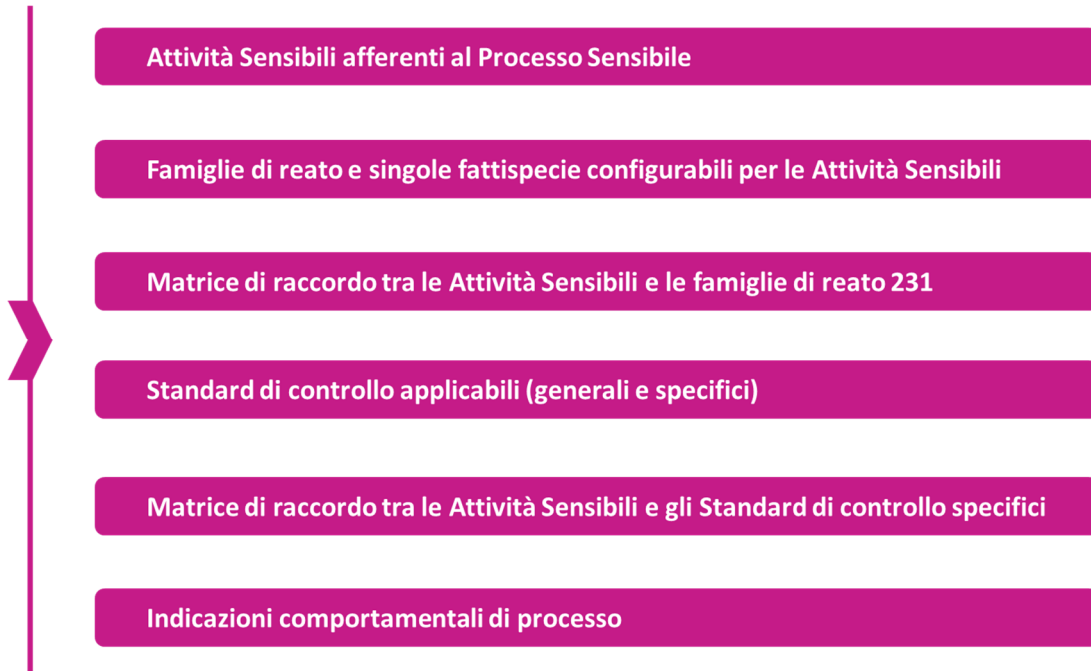 Attività Sensibili afferenti al Processo Sensibile
Famiglie di reato e singole fattispecie configurabili per le Attività Sensibili
Matrice di raccordo tra le Attività Sensibili e le famiglie di reato 231
Standard di controllo applicabili (generali e specifici)
Matrice di raccordo tra le Attività Sensibili e gli Standard di controllo specifici
Indicazioni comportamentali di processo